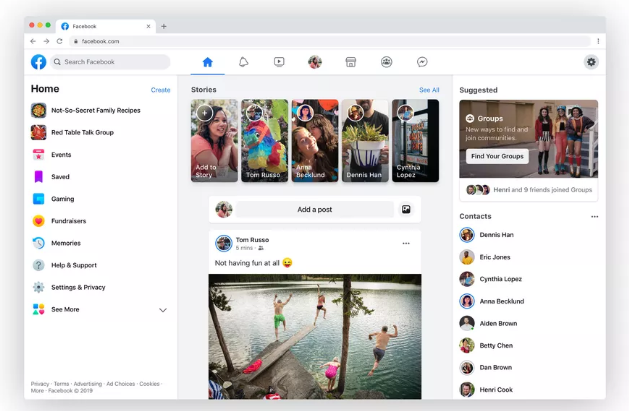 Facebook
facebook.com
Search Facebook
Home
Create
Not-So-Secret Family Recipes
Red Table Talk Group
Events
Saved
Gaming
Fundraisers
Memories
Help & Support
Settings & Privacy
See More
Privacy · Terms · Advertising · Ad Choices · Cookies ·
More · Facebook © 2019
Stories
See All
Add to
Story
Tom Russo
Anna
Becklund
Dennis Han
Cynthia
Lopez
Add a post
Tom Russo
5 mins ·
Not having fun at all 😜
Suggested
Groups
New ways to find and
join communities.
Find Your Groups
Henri and 9 friends joined Groups
Contacts
Dennis Han
Eric Jones
Cynthia Lopez
Anna Becklund
Aiden Brown
Betty Chen
Dan Brown
Henri Cook